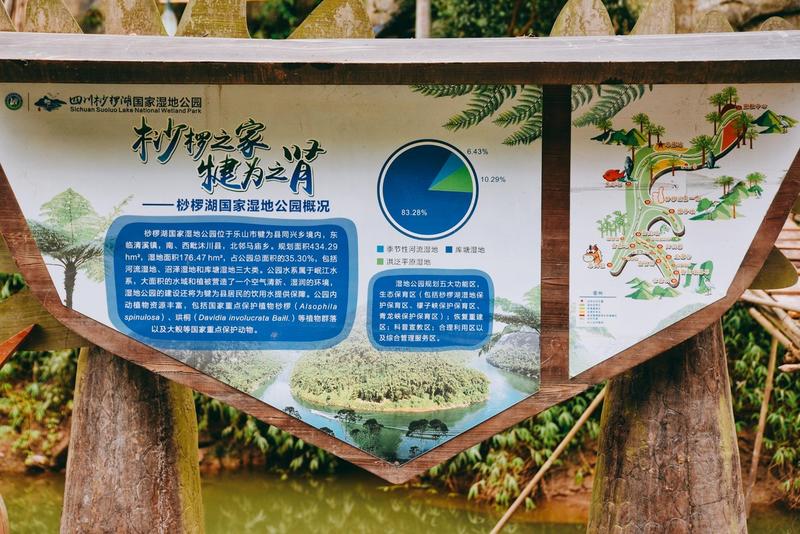 四川桫椤湖国家湿地公园
Sichuan Suoluo Lake National Wetland Park
桫椤之家
犍为之肾
——桫椤湖国家湿地公园概况
6.43%
10.29%
83.28%
季节性河流湿地
库塘湿地
洪泛平原湿地
桫椤湖国家湿地公园位于乐山市犍为县同兴乡境内，东
临清溪镇，南、西毗沐川县，北邻马庙乡。规划面积434.29
hm²，湿地面积176.47 hm²，占公园总面积的35.30%，包括
河流湿地、沼泽湿地和库塘湿地三大类。公园水系属于岷江水
系，大面积的水域和植被营造了一个空气清新、湿润的环境，
湿地公园的建设还将为犍为县居民的饮用水提供保障。公园内
动植物资源丰富，包括国家重点保护植物桫椤（Alsophila
spinulosa）、珙桐（Davidia involucrata Baill.）等植物群落
以及大鲵等国家重点保护动物。
湿地公园规划五大功能区，
生态保育区（包括桫椤湖湿地保
护保育区、
子峡保护保育区、
青龙峡保护保育区）；恢复重建
区；科普宣教区；合理利用区以
及综合管理服务区。